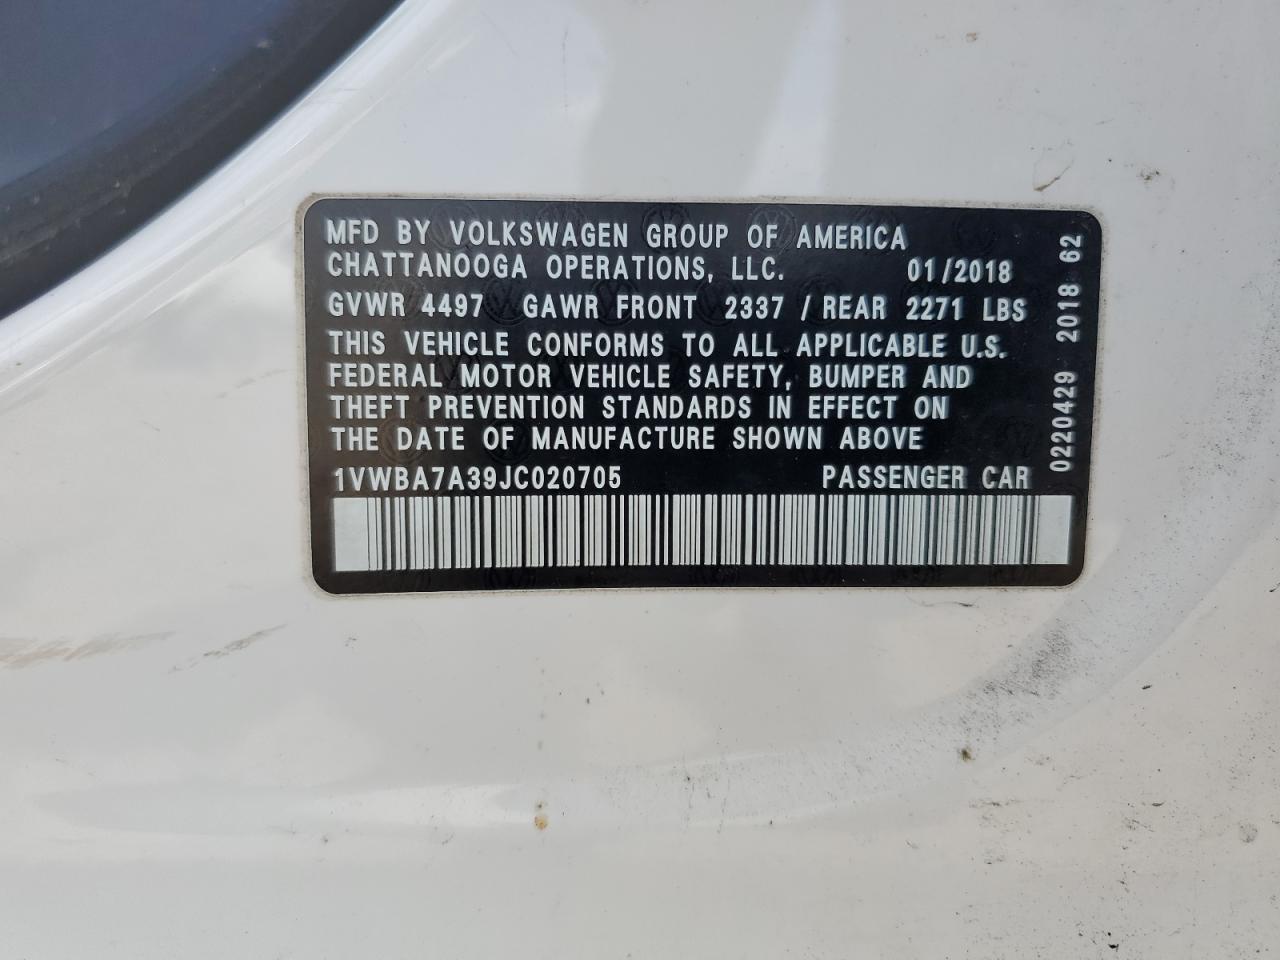 MFD BY VOLKSWAGEN GROUP OF AMERICA
CHATTANOOGA OPERATIONS, LLC. 01/2018
GVWR 4497 GAWR FRONT 2337 / REAR 2271 LBS
THIS VEHICLE CONFORMS TO ALL APPLICABLE U.S.
FEDERAL MOTOR VEHICLE SAFETY, BUMPER AND
THEFT PREVENTION STANDARDS IN EFFECT ON
THE DATE OF MANUFACTURE SHOWN ABOVE
1VWBA7A39JC020705 PASSENGER CAR
0220429 2018 62